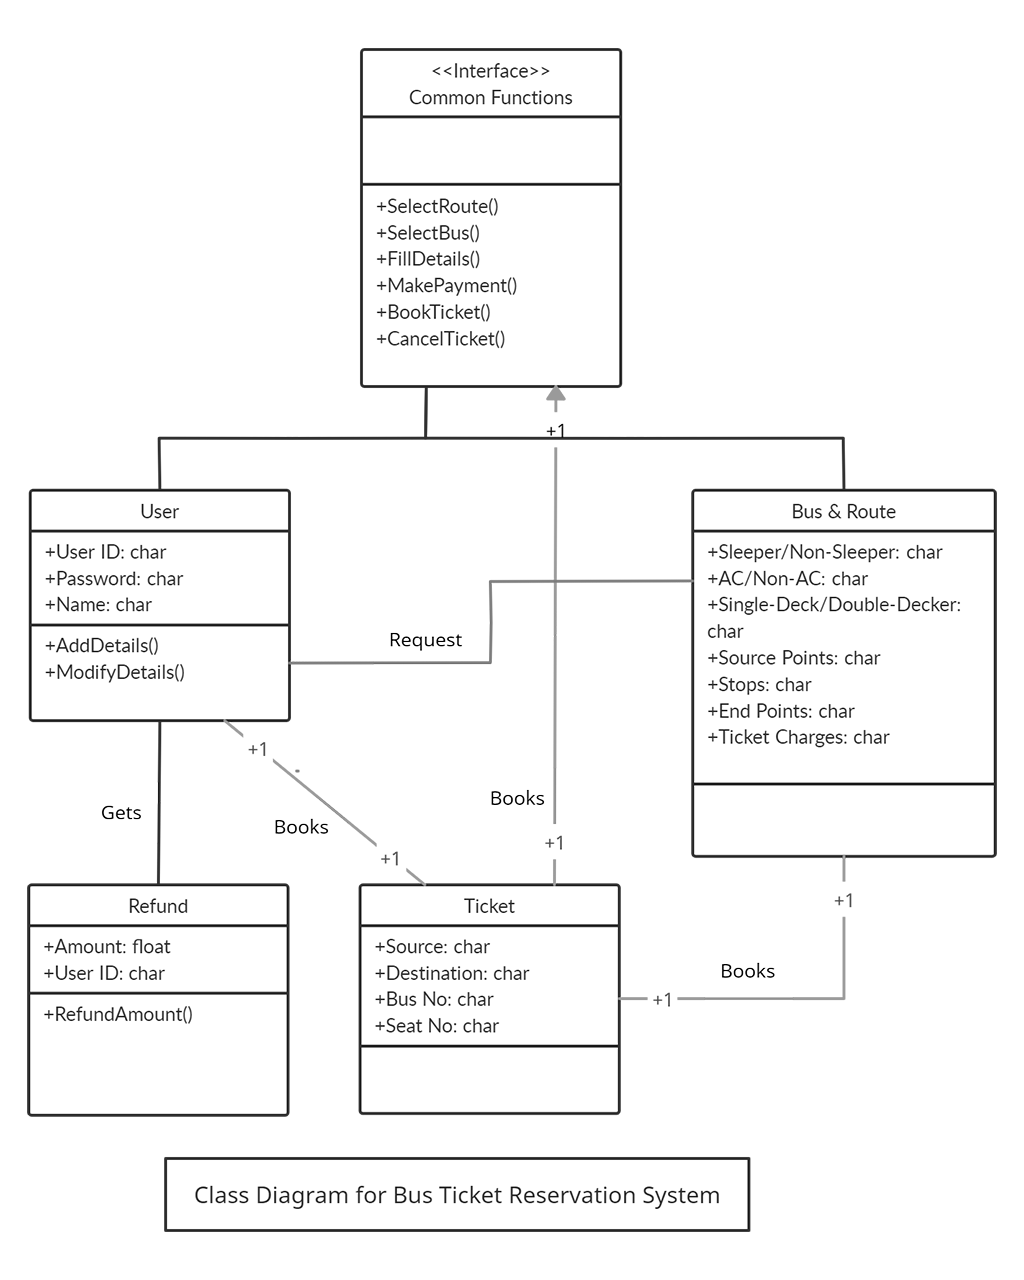 <<Interface>>
Common Functions
+SelectRoute()
+SelectBus()
+FillDetails()
+MakePayment()
+BookTicket()
+CancelTicket()
+1
User
+User ID: char
+Password: char
+Name: char
+AddDetails()
+ModifyDetails()
Bus & Route
+Sleeper/Non-Sleeper: char
+AC/Non-AC: char
+Single-Deck/Double-Decker:
char
+Source Points: char
+Stops: char
+End Points: char
+Ticket Charges: char
Request
+1
Gets
Books
+1
Books
+1
+1
Books
+1
Refund
+Amount: float
+User ID: char
+RefundAmount()
Ticket
+Source: char
+Destination: char
+Bus No: char
+Seat No: char
Class Diagram for Bus Ticket Reservation System